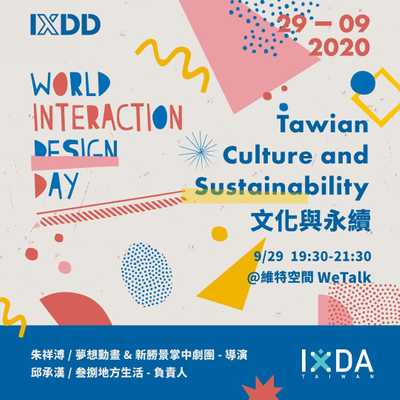 IXDD
29 — 09
2020
WORLD
INTERACTION
DESIGN
DAY
Tawian
Culture and
Sustainability
文化與永續
9/29 19:30-21:30
@維特空間 WeTalk
朱祥溥 / 夢想動畫 & 新勝景掌中劇團 - 導演
邱承漢 / 叁捌地方生活 - 負責人
IXDA
TAIWAN